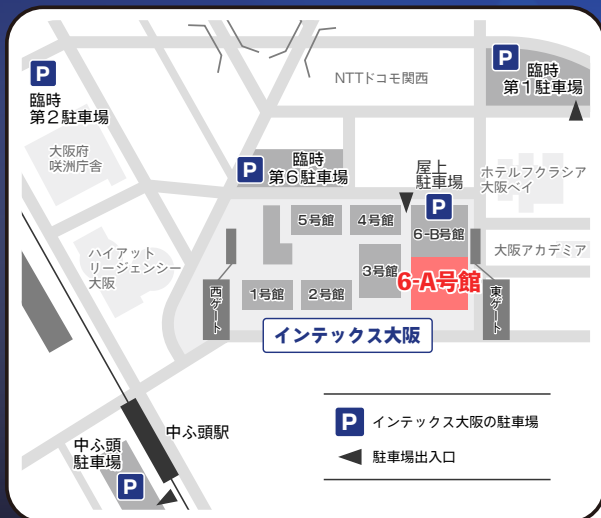 P
臨時
第2駐車場
NTTドコモ関西
P
臨時
第1駐車場
大阪府
咲洲庁舎
P
臨時
第6駐車場
屋上
駐車場
P
ホテルフクラシア
大阪ベイ
5号館
4号館
6-B号館
大阪アカデミア
ハイアット
リージェンシー
大阪
3号館
6-A号館
1号館
2号館
西ゲート
東ゲート
インテックス大阪
中ふ頭駅
中ふ頭
駐車場
P
P インテックス大阪の駐車場
駐車場出入口